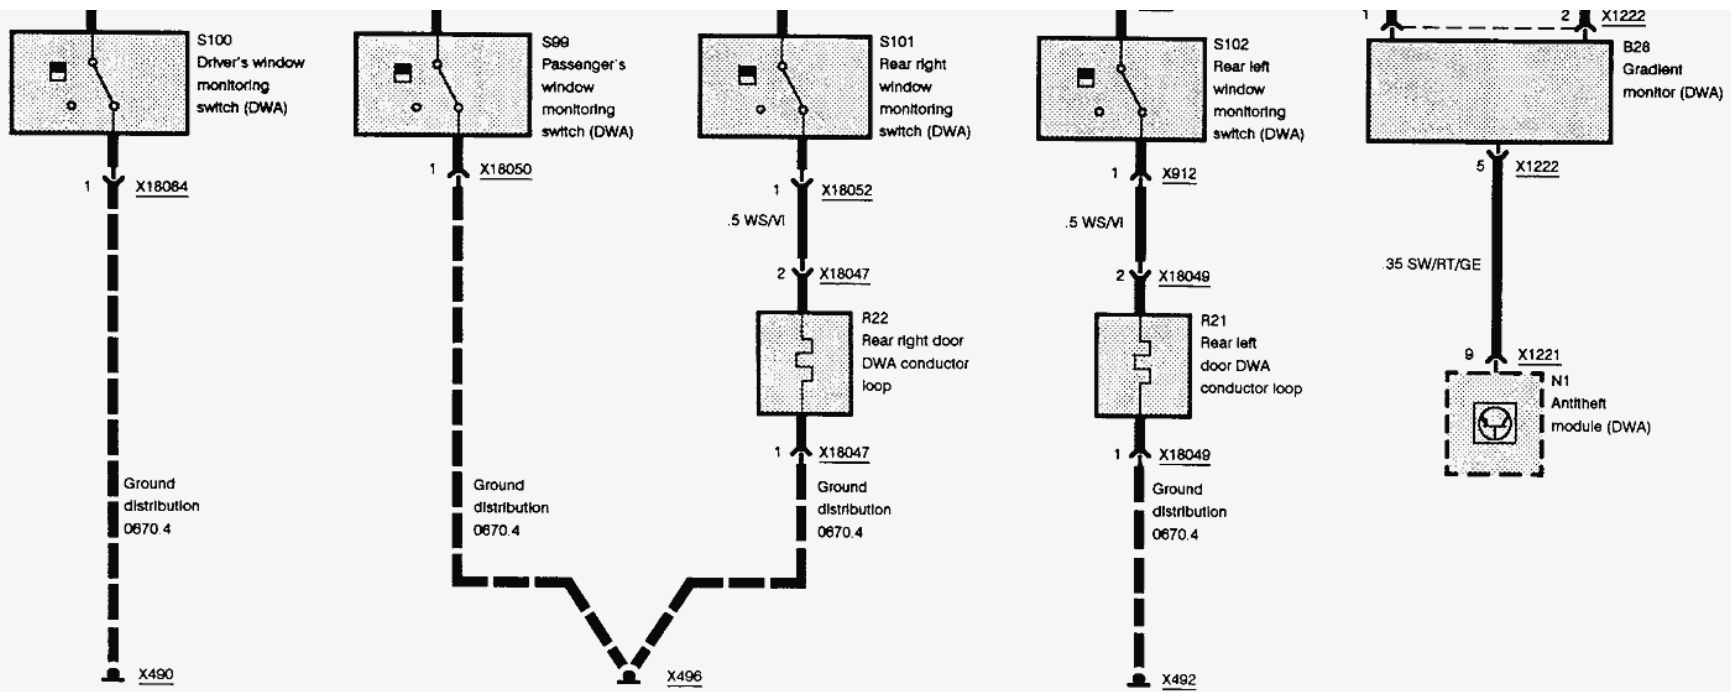 S100
Driver's window
monitoring
switch (DWA)
1
X18084
Ground
distribution
0670.4
X490
S99
Passenger's
window
monitoring
switch (DWA)
1
X18050
Ground
distribution
0670.4
X496
S101
Rear right
window
monitoring
switch (DWA)
1
X18052
.5 WS/VI
2
X18047
R22
Rear right door
DWA conductor
loop
1
X18047
Ground
distribution
0670.4
S102
Rear left
window
monitoring
switch (DWA)
1
X912
.5 WS/VI
2
X18049
R21
Rear left
door DWA
conductor loop
1
X18049
Ground
distribution
0670.4
X492
1
2
X1222
B28
Gradient
monitor (DWA)
5
X1222
.35 SW/RT/GE
9
X1221
N1
Antitheft
module (DWA)